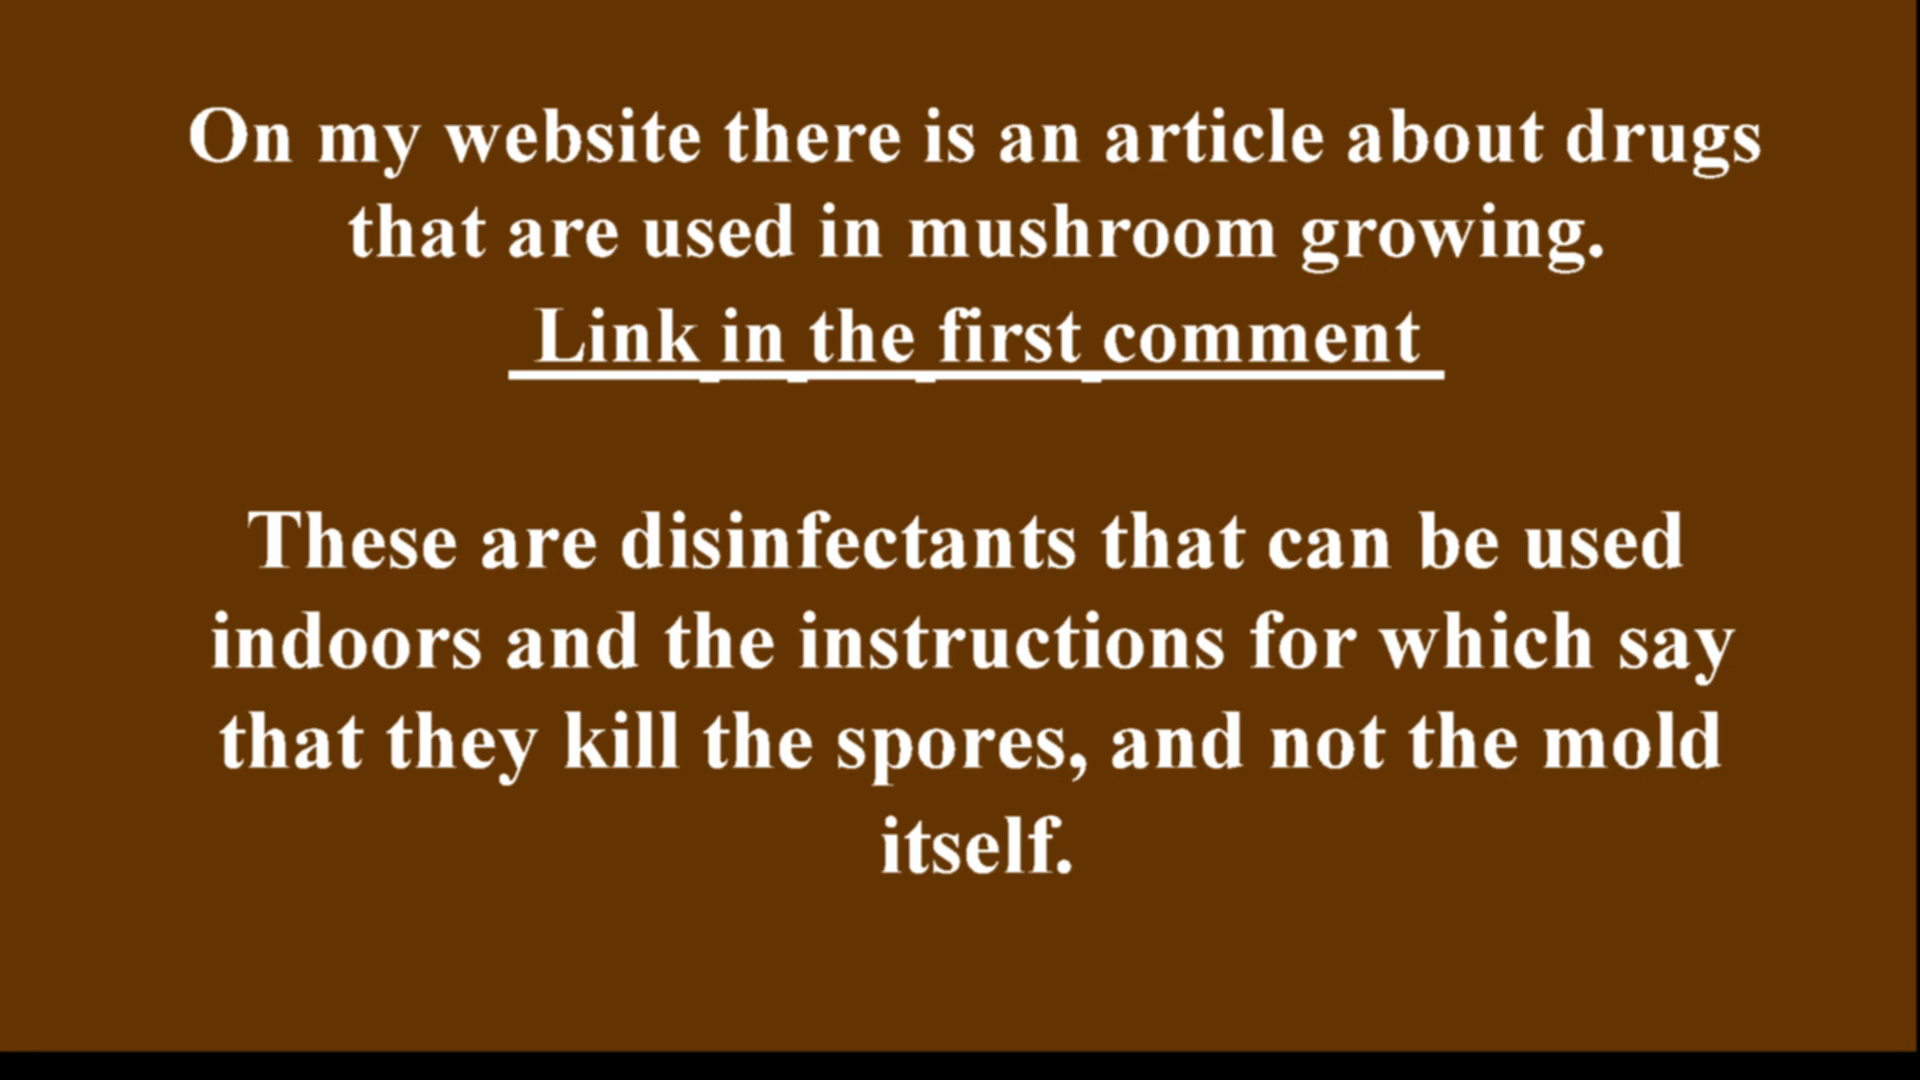 On my website there is an article about drugs
that are used in mushroom growing.
Link in the first comment
These are disinfectants that can be used
indoors and the instructions for which say
that they kill the spores, and not the mold
itself.